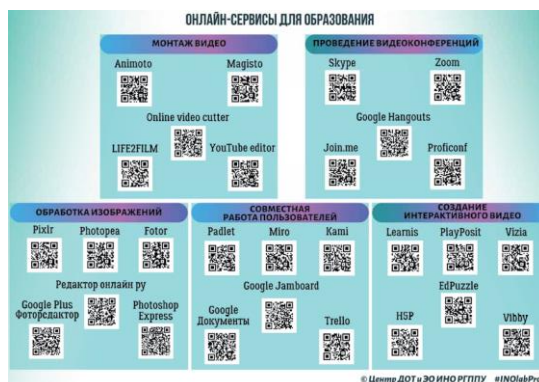 ОНЛАЙН-СЕРВИСЫ ДЛЯ ОБРАЗОВАНИЯ
МОНТАЖ ВИДЕО
Animoto Magisto
Online video cutter
LIFE2FILM YouTube editor
ПРОВЕДЕНИЕ ВИДЕОКОНФЕРЕНЦИЙ
Skype Zoom
Google Hangouts
Join.me Proficonf
ОБРАБОТКА ИЗОБРАЖЕНИЙ
Pixlr Photopea Fotor
Редактор онлайн ру
Google Plus
Фоторедактор
Photoshop
Express
СОВМЕСТНАЯ
РАБОТА ПОЛЬЗОВАТЕЛЕЙ
Padlet Miro Kami
Google Jamboard
Google
Документы
Trello
СОЗДАНИЕ
ИНТЕРАКТИВНОГО ВИДЕО
Learnis PlayPosit Vizia
EdPuzzle
H5P Vibby
© Центр ДОТ и ЭО ИНО РГППУ #INOlabPro